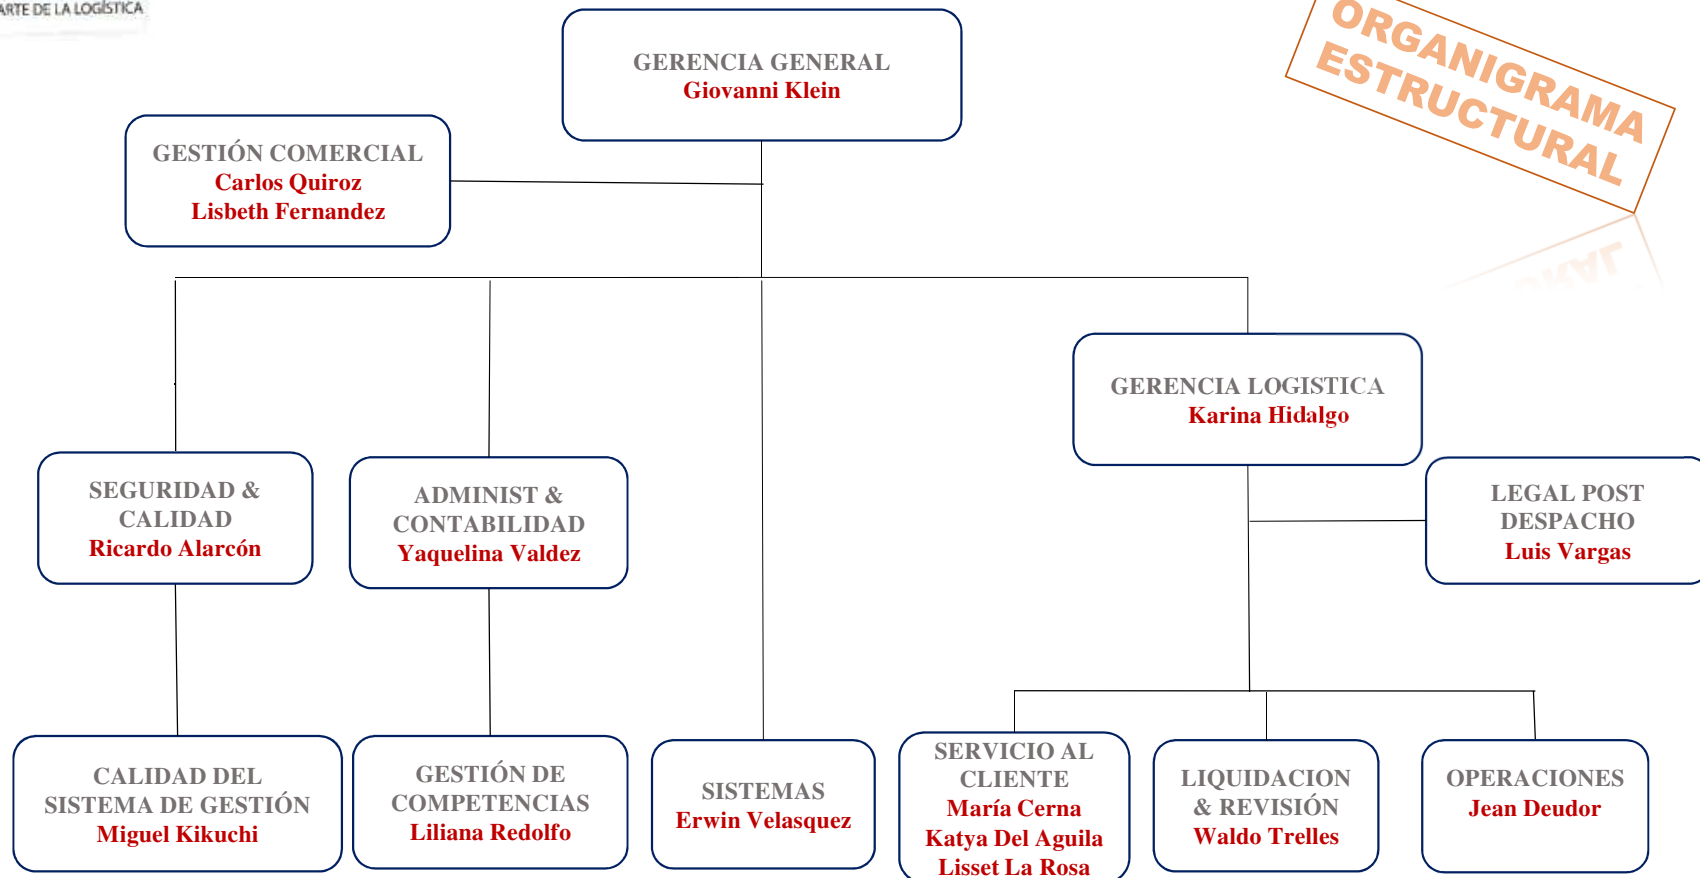 ARTE DE LA LOGÍSTICA
ORGANIGRAMA
ESTRUCTURAL
GERENCIA GENERAL
Giovanni Klein
GESTIÓN COMERCIAL
Carlos Quiroz
Lisbeth Fernandez
GERENCIA LOGISTICA
Karina Hidalgo
SEGURIDAD &
CALIDAD
Ricardo Alarcón
ADMINIST &
CONTABILIDAD
Yaquelina Valdez
LEGAL POST
DESPACHO
Luis Vargas
CALIDAD DEL
SISTEMA DE GESTIÓN
Miguel Kikuchi
GESTIÓN DE
COMPETENCIAS
Liliana Redolfo
SISTEMAS
Erwin Velasquez
SERVICIO AL
CLIENTE
María Cerna
Katya Del Aguila
Lisset La Rosa
LIQUIDACION
& REVISIÓN
Waldo Trelles
OPERACIONES
Jean Deudor